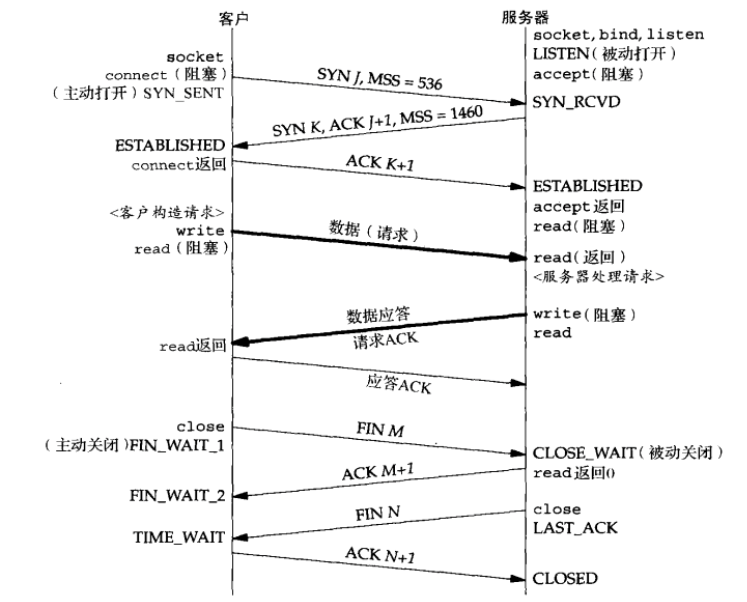 客户
服务器
socket, bind, listen
socket
LISTEN(被动打开)
connect(阻塞)
SYN J, MSS = 536
accept(阻塞)
(主动打开) SYN_SENT
SYN_RCVD
SYN K, ACK J+1, MSS = 1460
ESTABLISHED
connect返回
ACK K+1
ESTABLISHED
accept返回
<客户构造请求>
read(阻塞)
write
数据(请求)
read(阻塞)
read(返回)
<服务器处理请求>
数据应答
write(阻塞)
请求ACK
read
read返回
应答ACK
close
FIN M
(主动关闭)FIN_WAIT_1
CLOSE_WAIT(被动关闭)
ACK M+1
read返回0
FIN_WAIT_2
FIN N
close
TIME_WAIT
LAST_ACK
ACK N+1
CLOSED